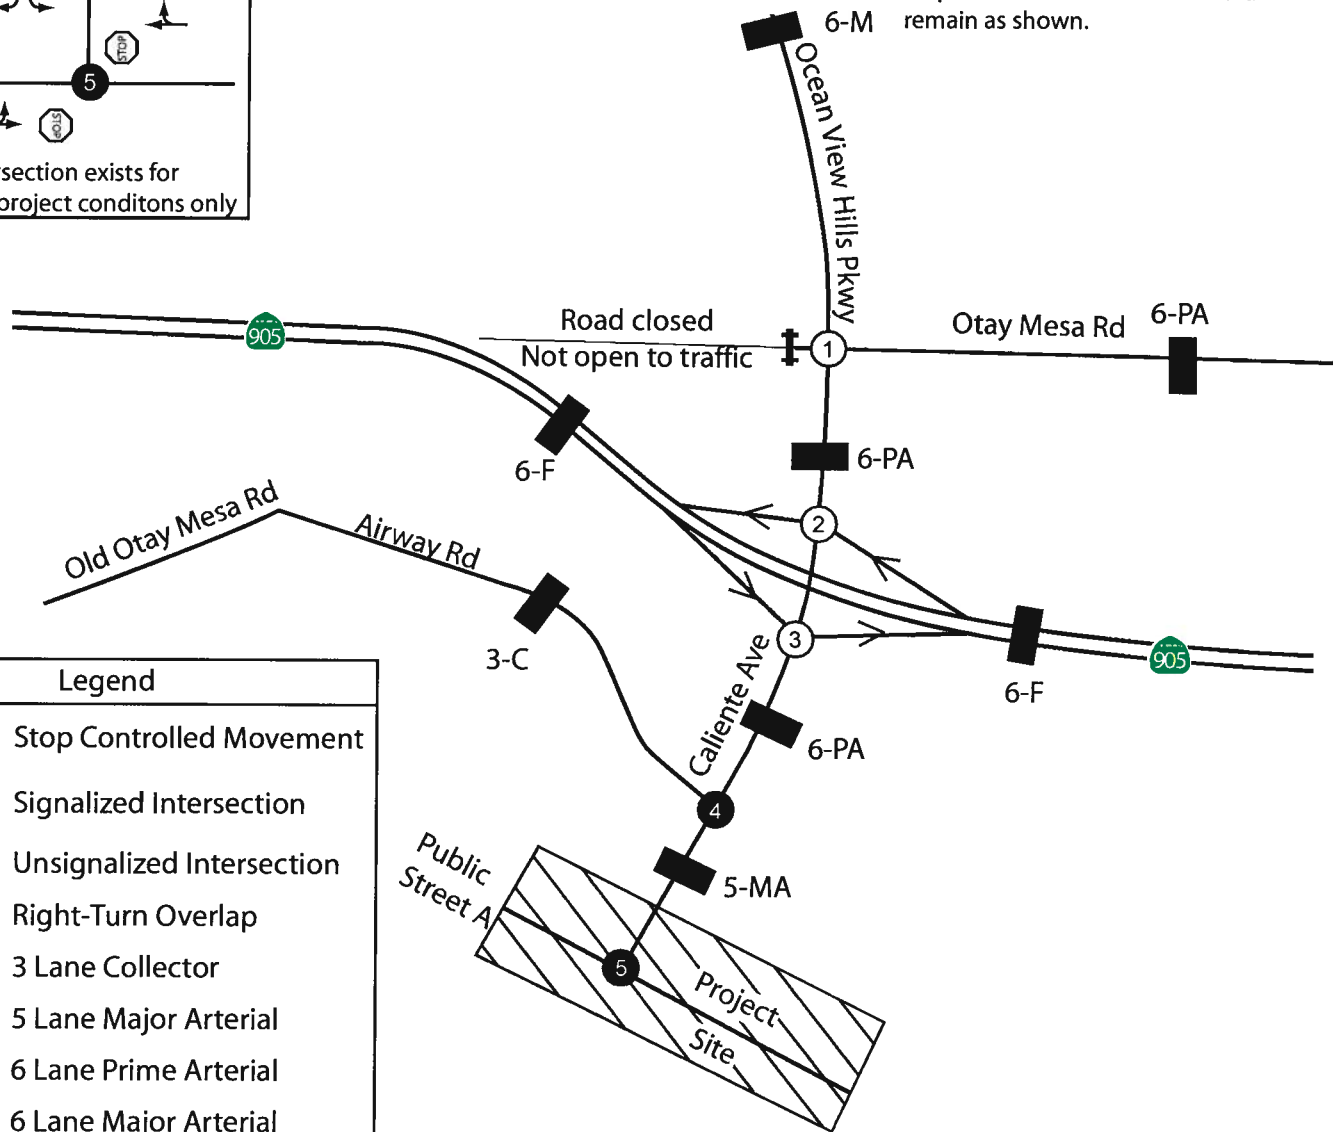 STOP
5
STOP
section exists for
project conditons only
6-M
remain as shown.
Ocean View Hills Pkwy
905
Road closed
Not open to traffic
1
Otay Mesa Rd
6-PA
6-F
6-PA
2
Old Otay Mesa Rd
Airway Rd
3-C
3
Caliente Ave
6-F
905
6-PA
4
Public
Street A
5-MA
5
Project
Site
Legend
Stop Controlled Movement
Signalized Intersection
Unsignalized Intersection
Right-Turn Overlap
3 Lane Collector
5 Lane Major Arterial
6 Lane Prime Arterial
6 Lane Major Arterial